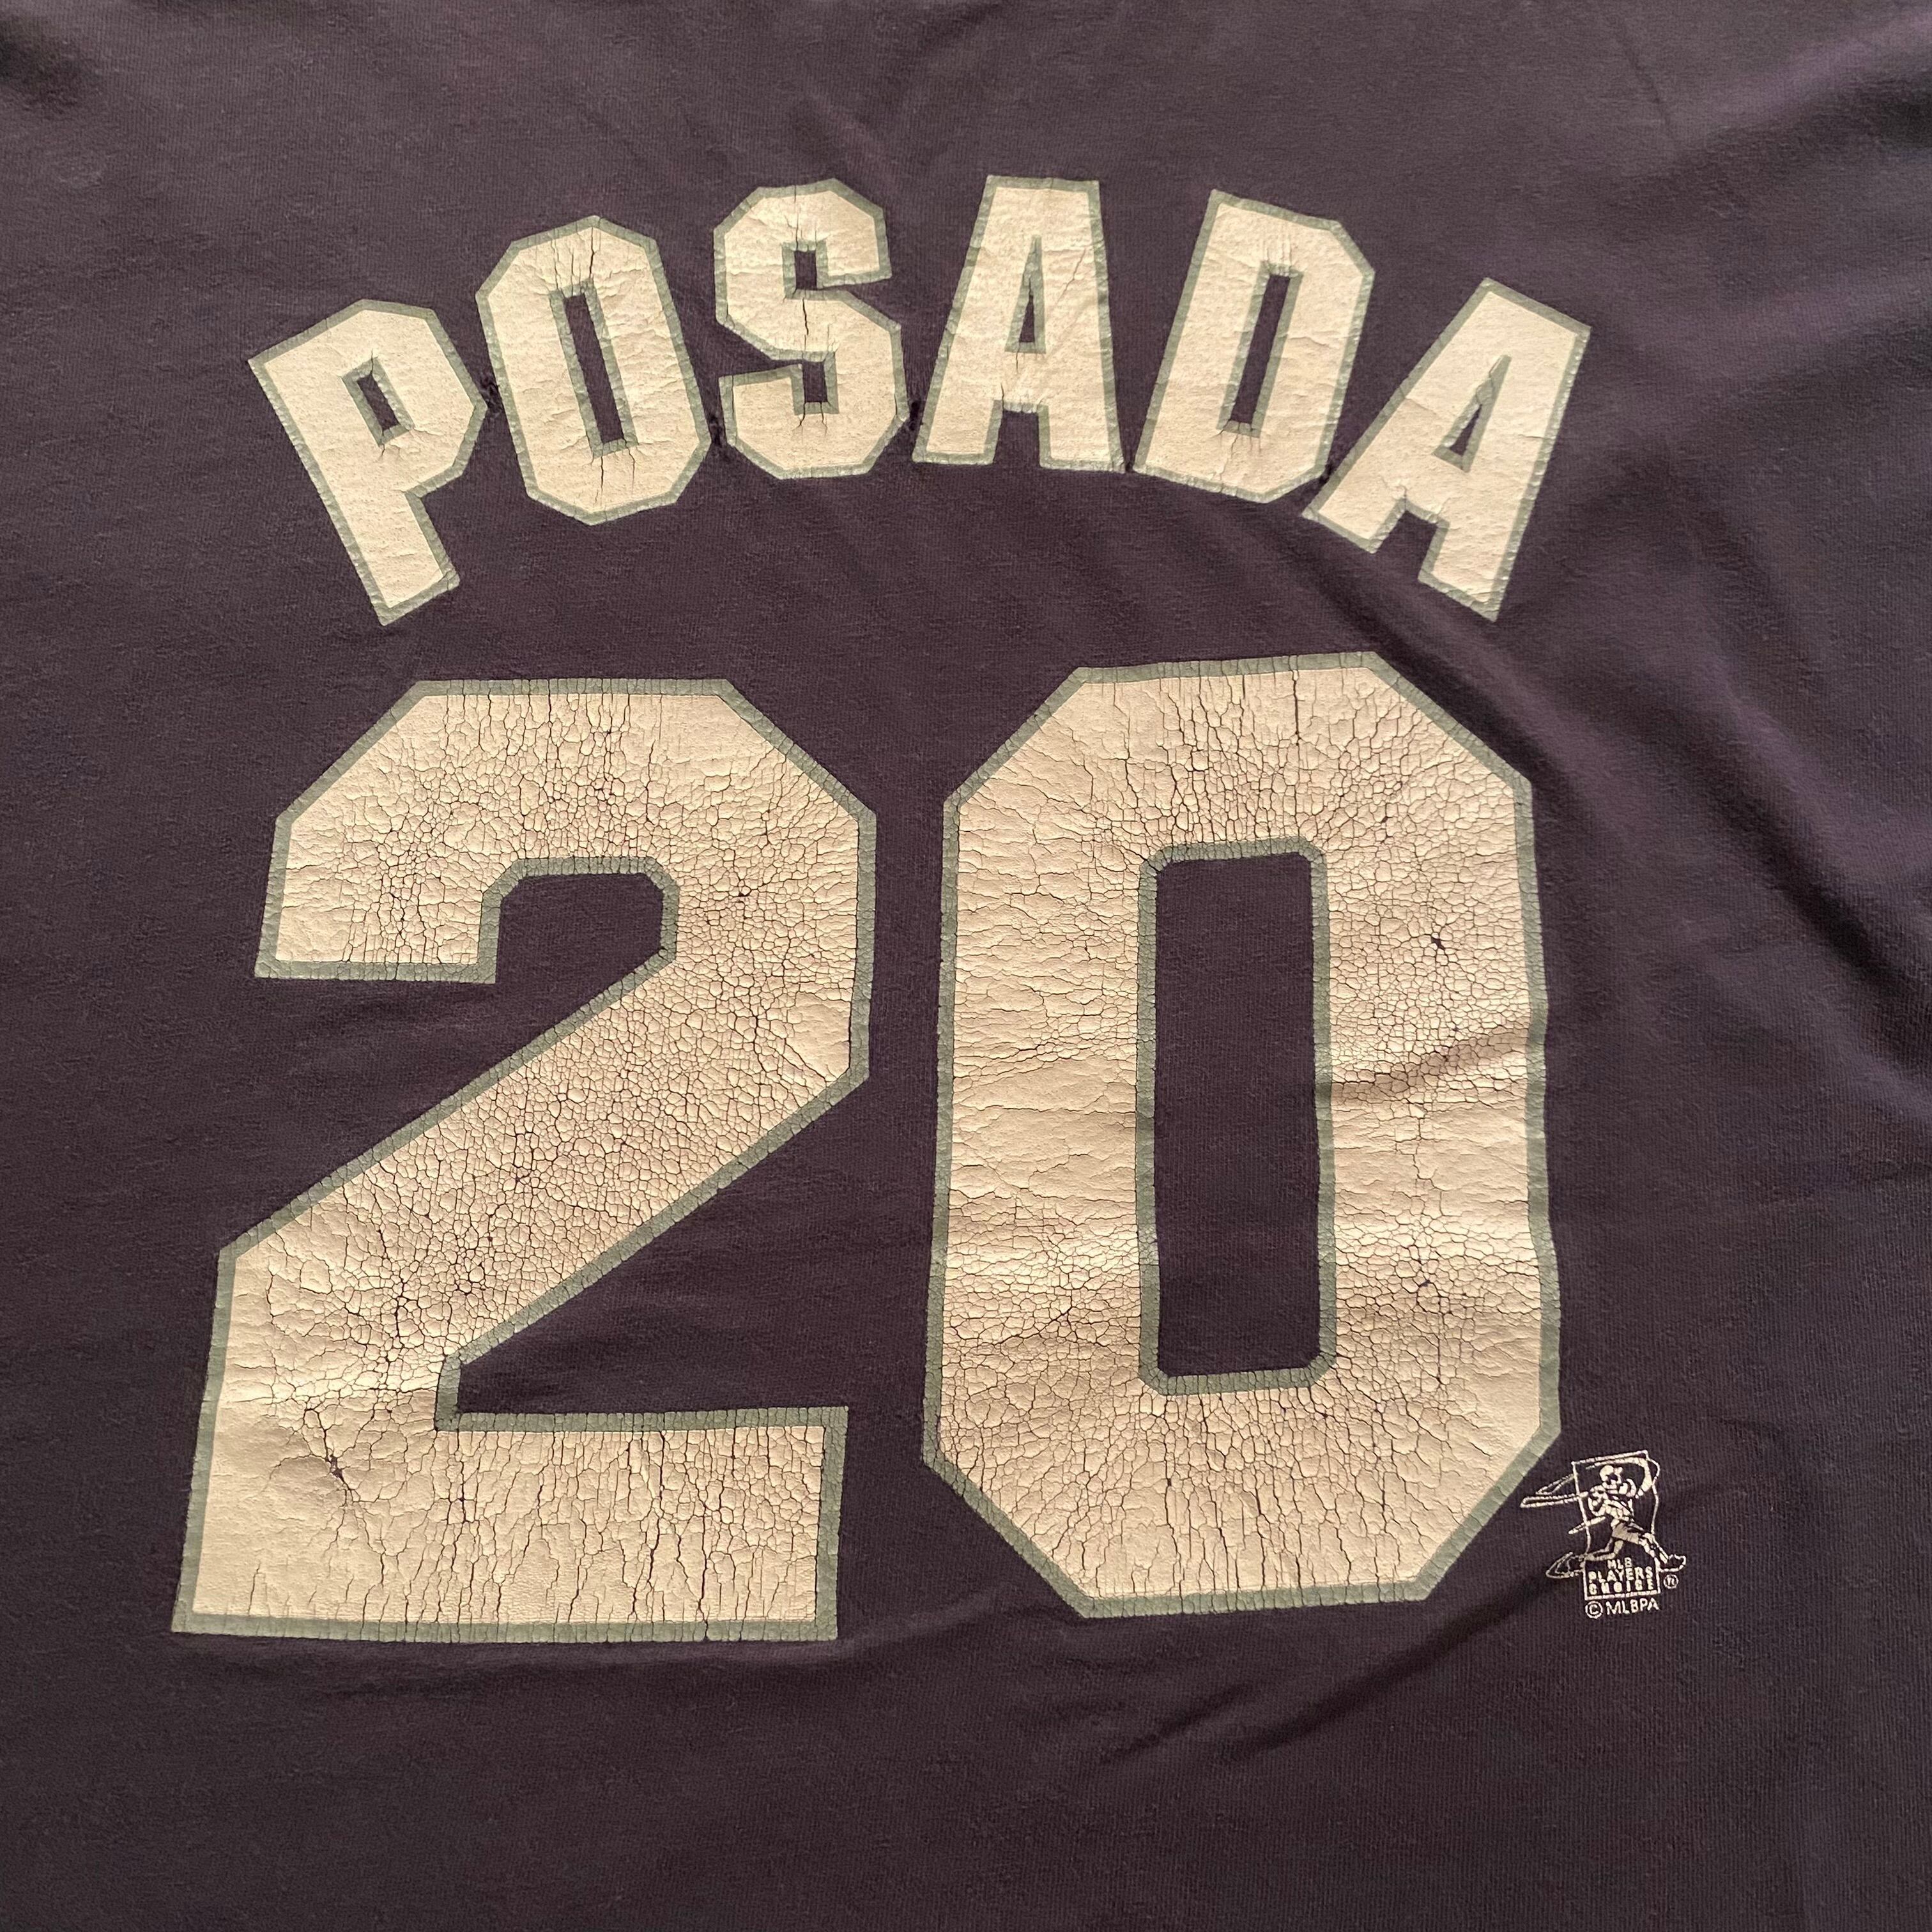 POSADA
20
MLB
PLAYERS
CHOICE ®
© MLBPA